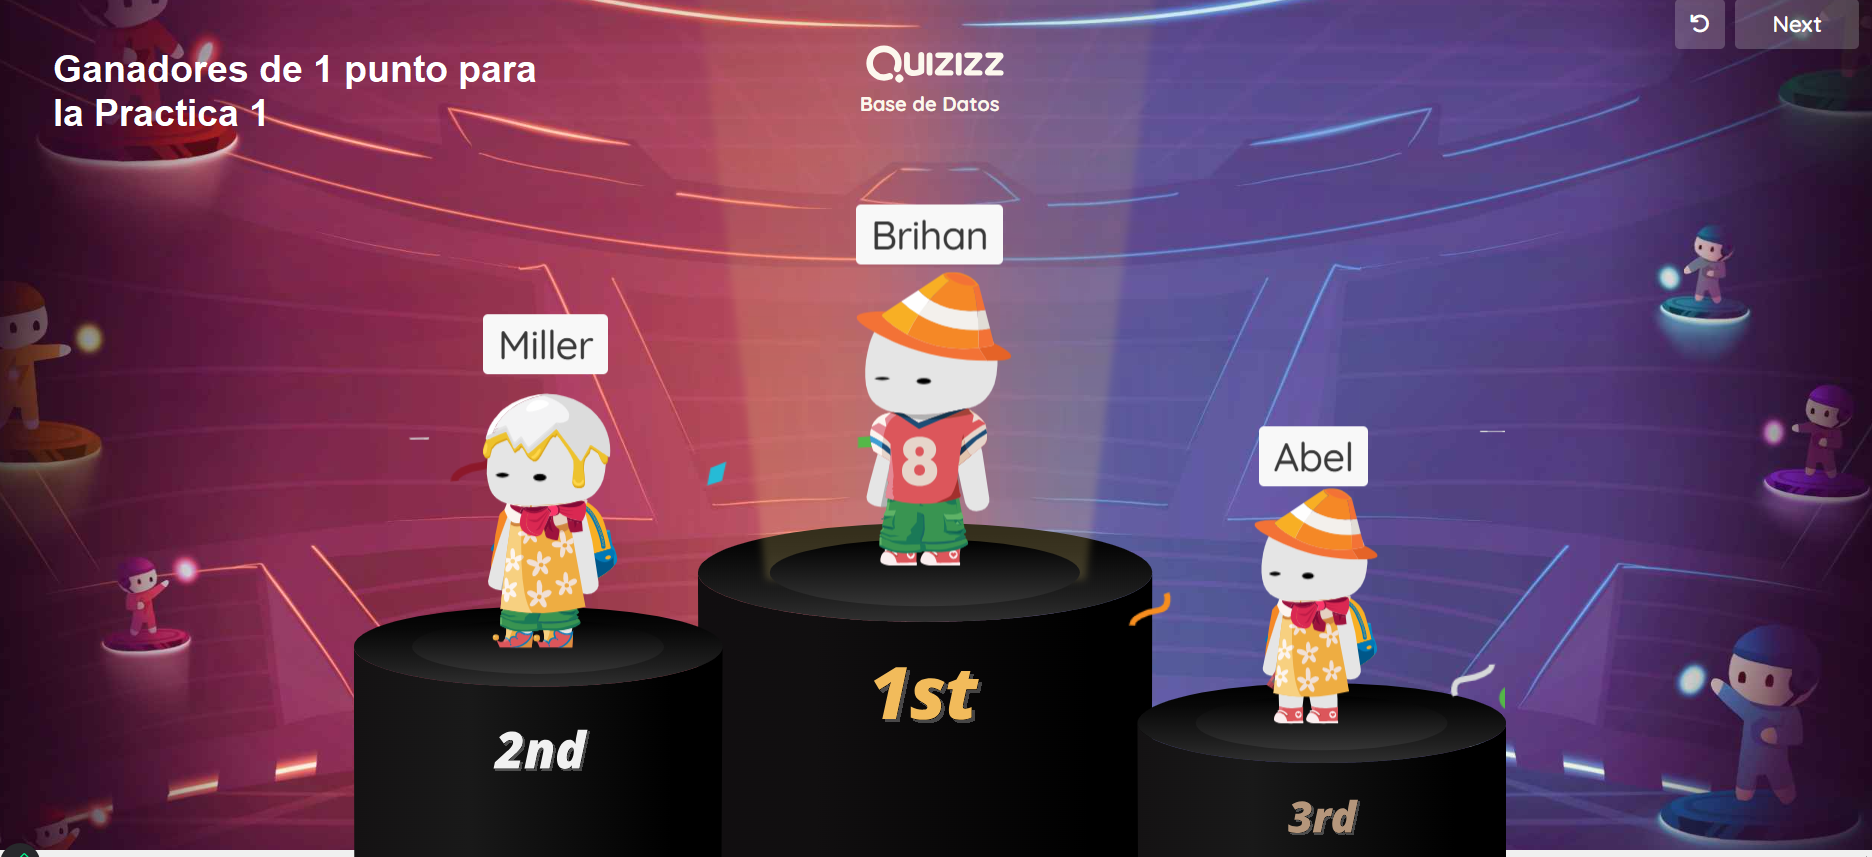 Next
Ganadores de 1 punto para
la Practica 1
QUIZIZZ
Base de Datos
Brihan
Miller
8
Abel
1st
2nd
3rd